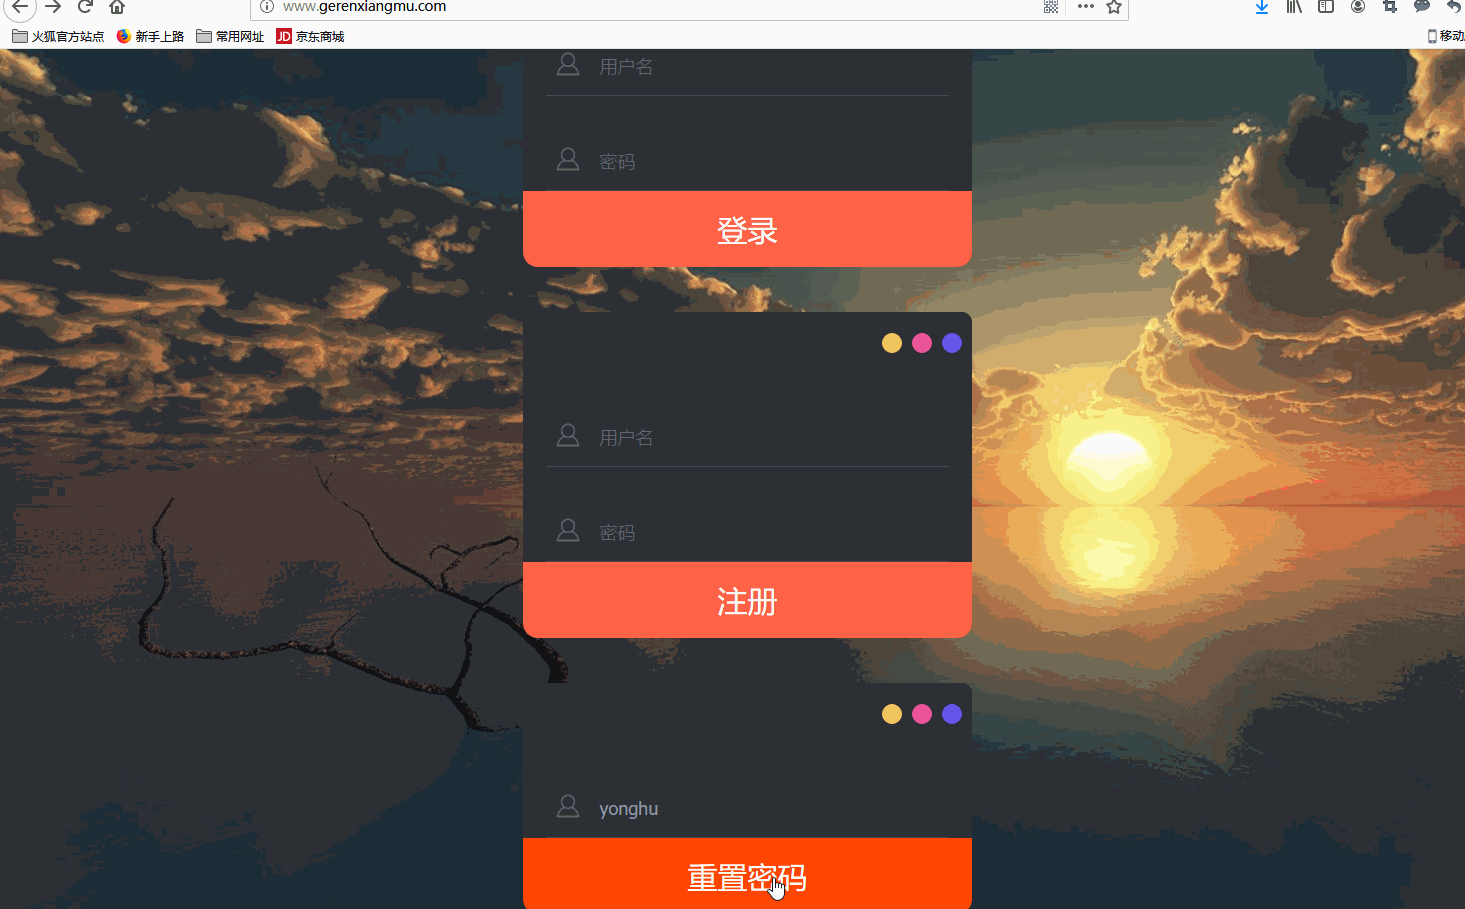 www.gerenxiangmu.com
火狐官方站点 新手上路 常用网址 JD 京东商城 移动
用户名
密码
登录
用户名
密码
注册
yonghu
重置密码